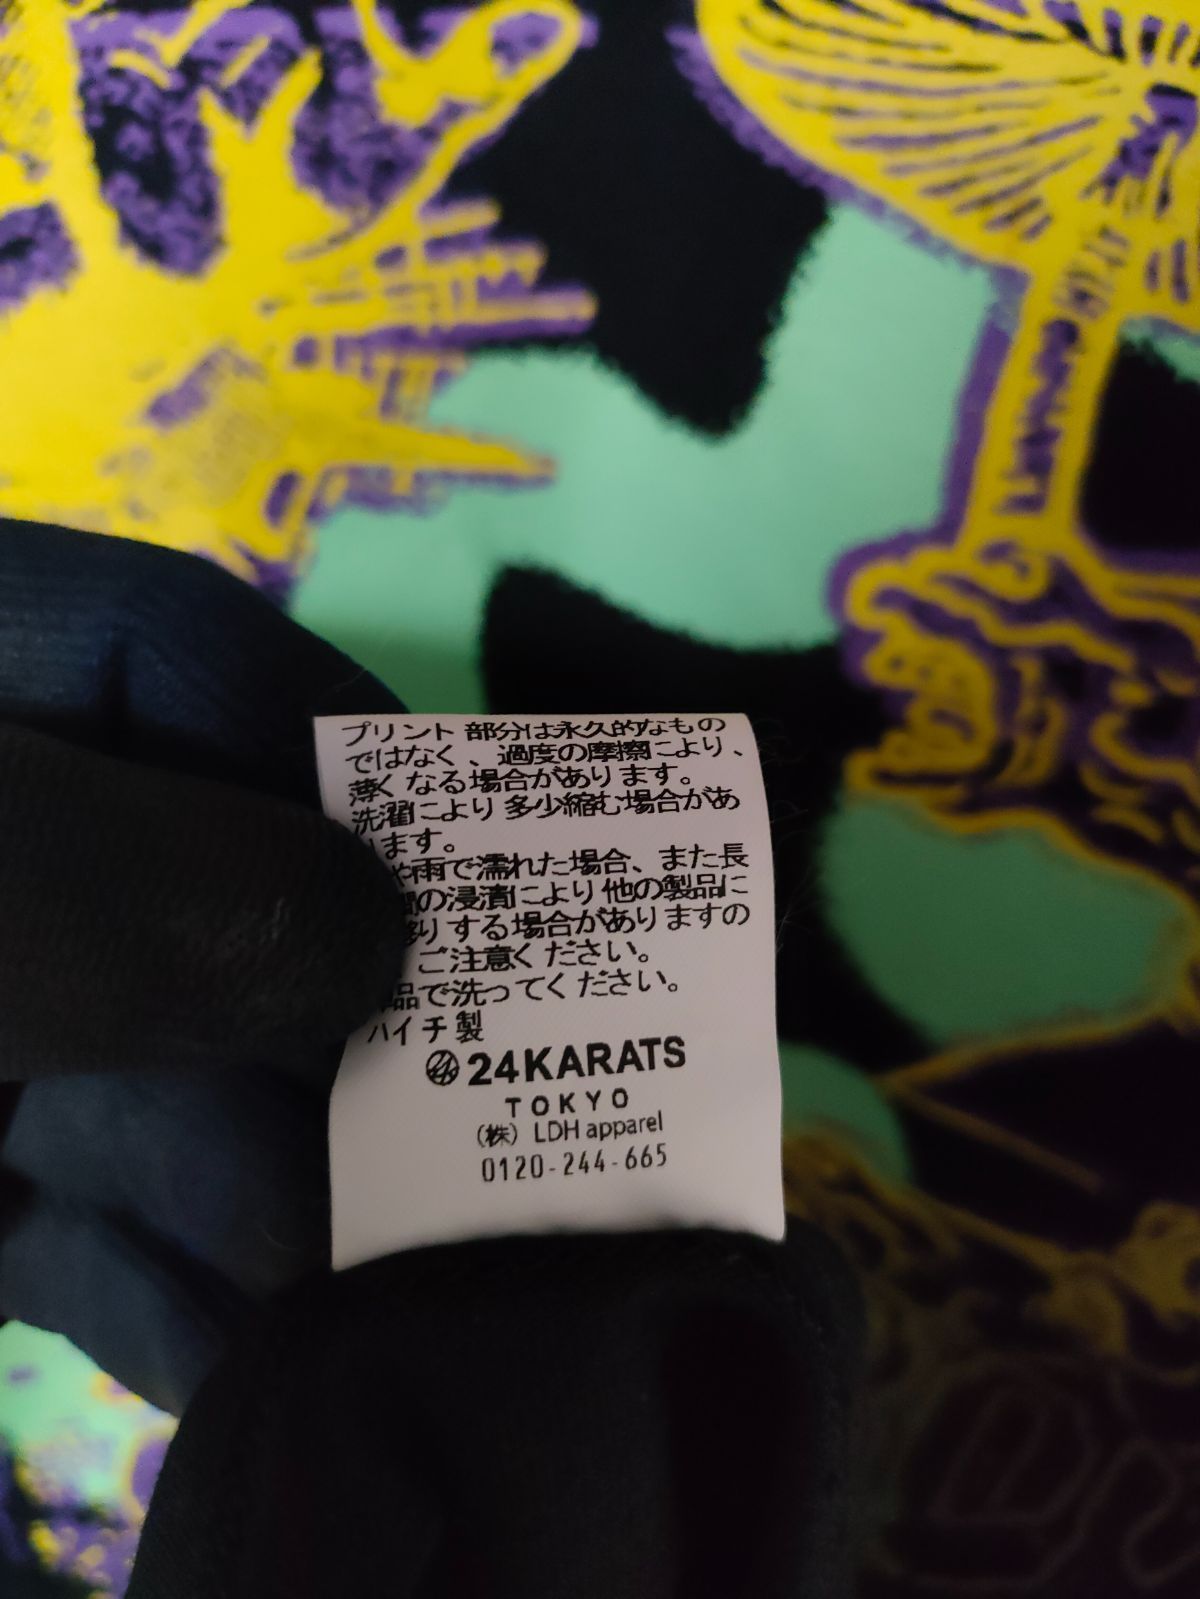 プリント部分は永久的なもの
ではなく、過度の摩擦により、
薄くなる場合があります。
洗濯により多少縮む場合があ
ります。
や雨で濡れた場合、また長
間の浸漬により他の製品に
移りする場合がありますの
ご注意ください。
品で洗ってください。
ハイチ製
24KARATS
TOKYO
(株) LDH apparel
0120-244-665